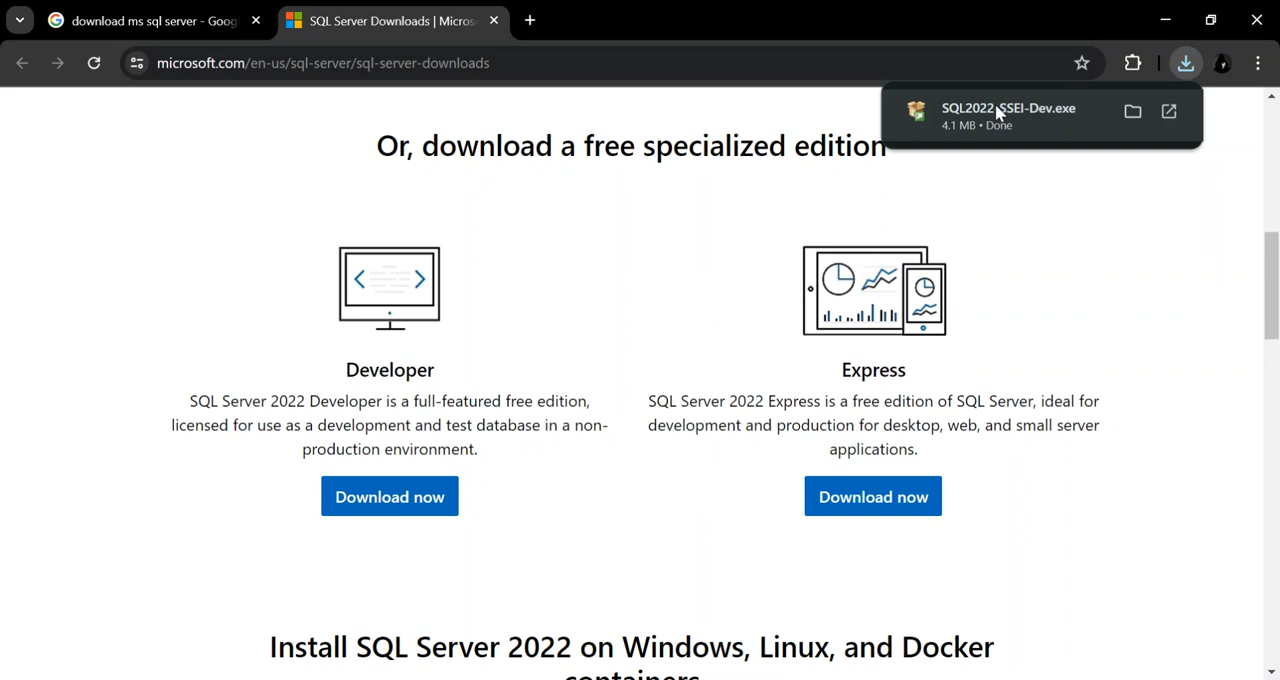 download ms sql server - Goog
SQL Server Downloads | Micros
microsoft.com/en-us/sql-server/sql-server-downloads
SQL2022-SSEI-Dev.exe
4.1 MB • Done
Or, download a free specialized edition
Developer
SQL Server 2022 Developer is a full-featured free edition,
licensed for use as a development and test database in a non-
production environment.
Download now
Express
SQL Server 2022 Express is a free edition of SQL Server, ideal for
development and production for desktop, web, and small server
applications.
Download now
Install SQL Server 2022 on Windows, Linux, and Docker
containers